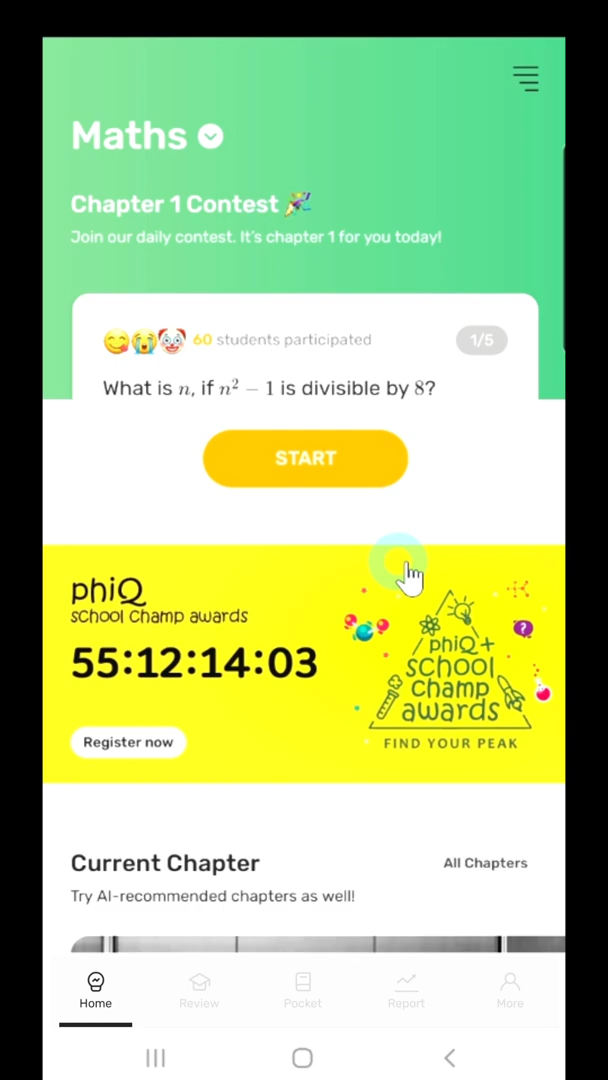 Maths
Chapter 1 Contest 🎉
Join our daily contest. It's chapter 1 for you today!
60 students participated
1/5
What is n, if n² − 1 is divisible by 8?
START
phiQ
school champ awards
55:12:14:03
Register now
phiQ+
school
champ
awards
FIND YOUR PEAK
?
Current Chapter
All Chapters
Try AI-recommended chapters as well!
Home
Review
Pocket
Report
More